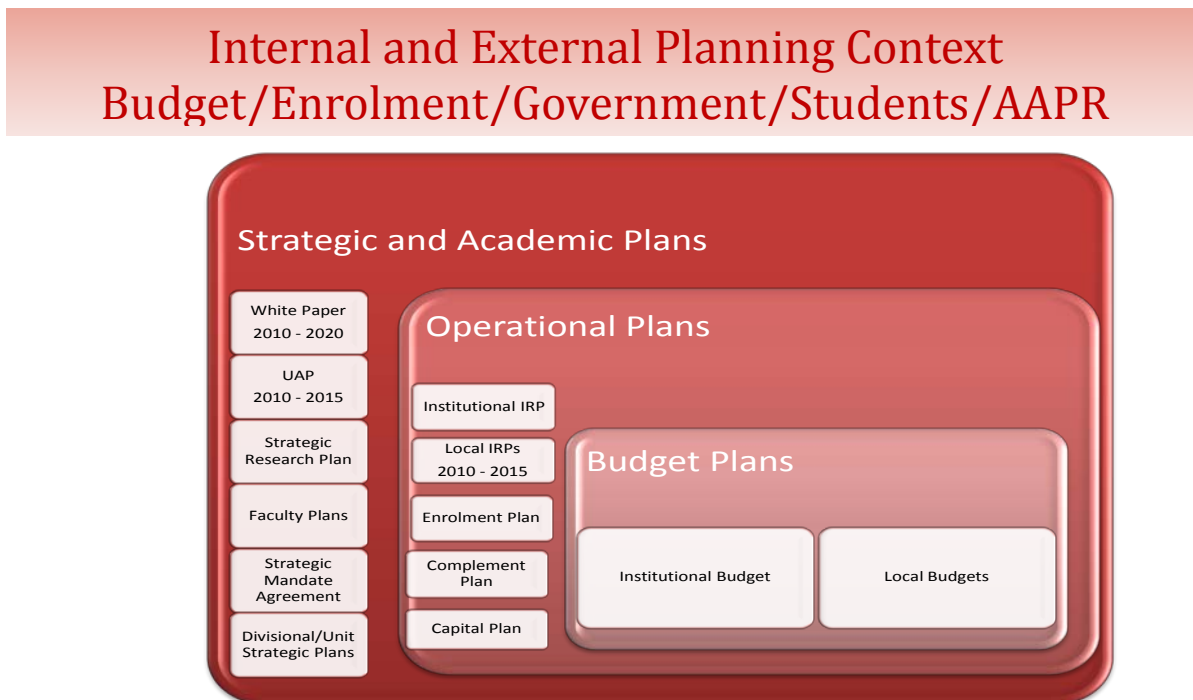 Internal and External Planning Context
Budget/Enrolment/Government/Students/AAPR
Strategic and Academic Plans
White Paper
2010 - 2020
UAP
2010 - 2015
Strategic
Research Plan
Faculty Plans
Strategic
Mandate
Agreement
Divisional/Unit
Strategic Plans
Operational Plans
Institutional IRP
Local IRPs
2010 - 2015
Enrolment Plan
Complement
Plan
Capital Plan
Budget Plans
Institutional Budget
Local Budgets